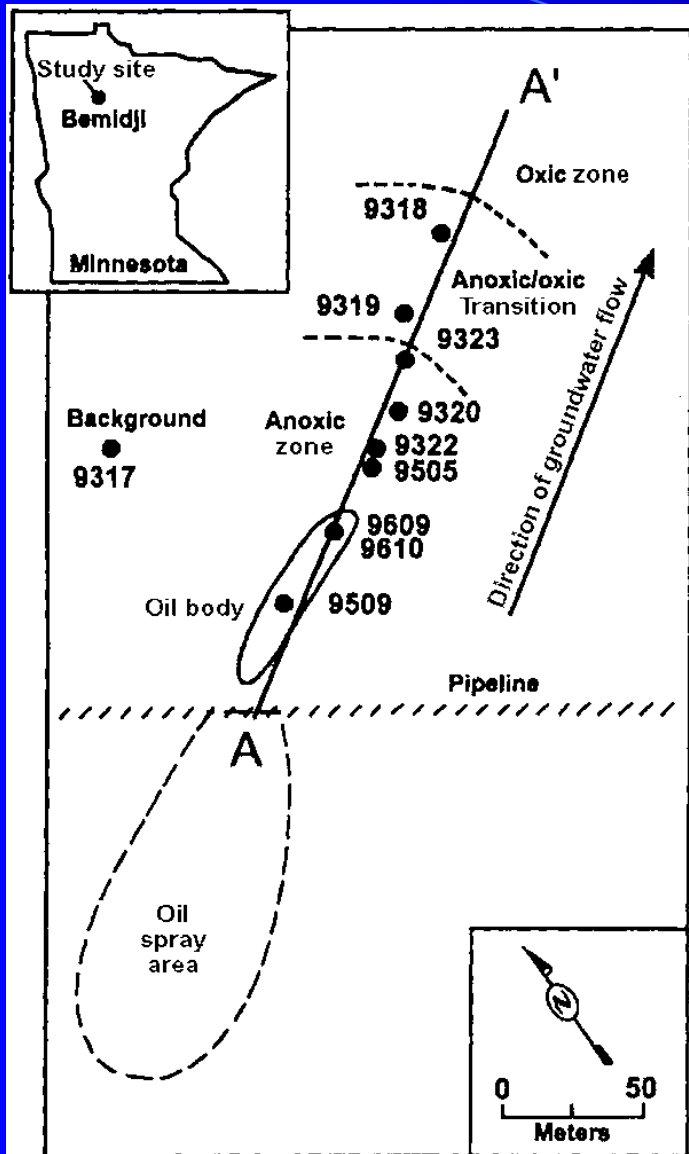 Study site
Bemidji
Minnesota
A'
Oxic zone
9318
Anoxic/oxic
Transition
9319
9323
Direction of groundwater flow
9320
Background
9317
Anoxic
zone
9322
9505
9609
9610
Oil body
9509
Pipeline
A
Oil
spray
area
N
0 50
Meters